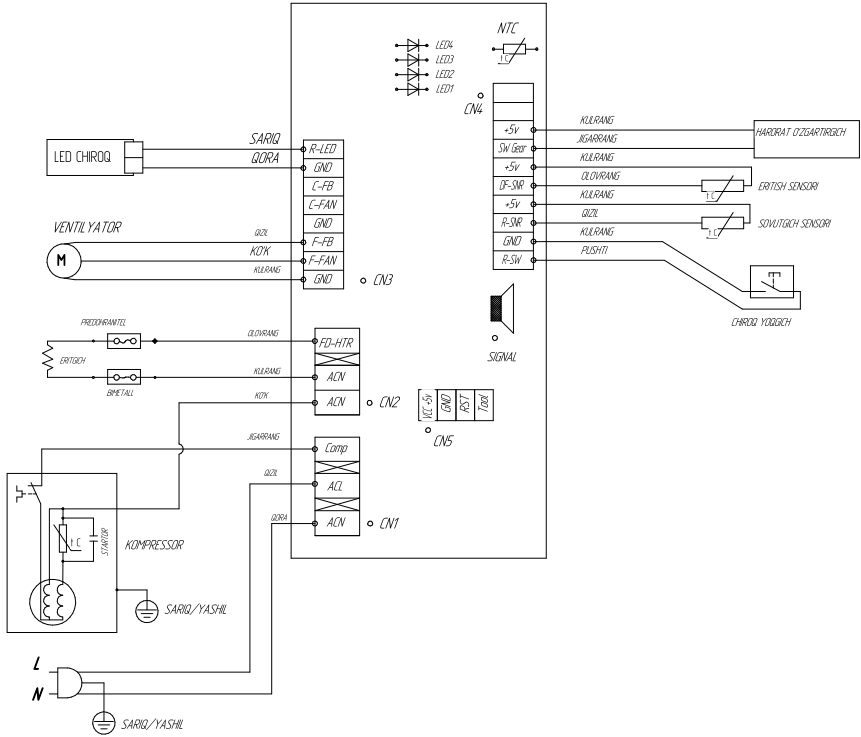 NTC
t C
LED4
LED3
LED2
LED1
CN4
+5v
SW Gear
+5v
DF-SNR
+5v
R-SNR
GND
R-SW
KULRANG
JIGARRANG
KULRANG
OLOVRANG
KULRANG
QIZIL
KULRANG
PUSHTI
HARORAT O'ZGARTIRGICH
t C
ERITISH SENSORI
t C
SOVUTGICH SENSORI
CHIROQ YOQGICH
LED CHIROQ
SARIQ
QORA
R-LED
GND
C-FB
C-FAN
GND
F-FB
F-FAN
GND
CN3
VENTILYATOR
M
QIZIL
KO'K
KULRANG
SIGNAL
PREDOHRANITEL
ERITGICH
BIMETALL
OLOVRANG
KULRANG
KO'K
FD-HTR
ACN
ACN
CN2
VCC +5v
GND
RST
Tool
CN5
JIGARRANG
QIZIL
QORA
Comp
ACL
ACN
CN1
t C
STARTOR
KOMPRESSOR
SARIQ/YASHIL
L
N
SARIQ/YASHIL